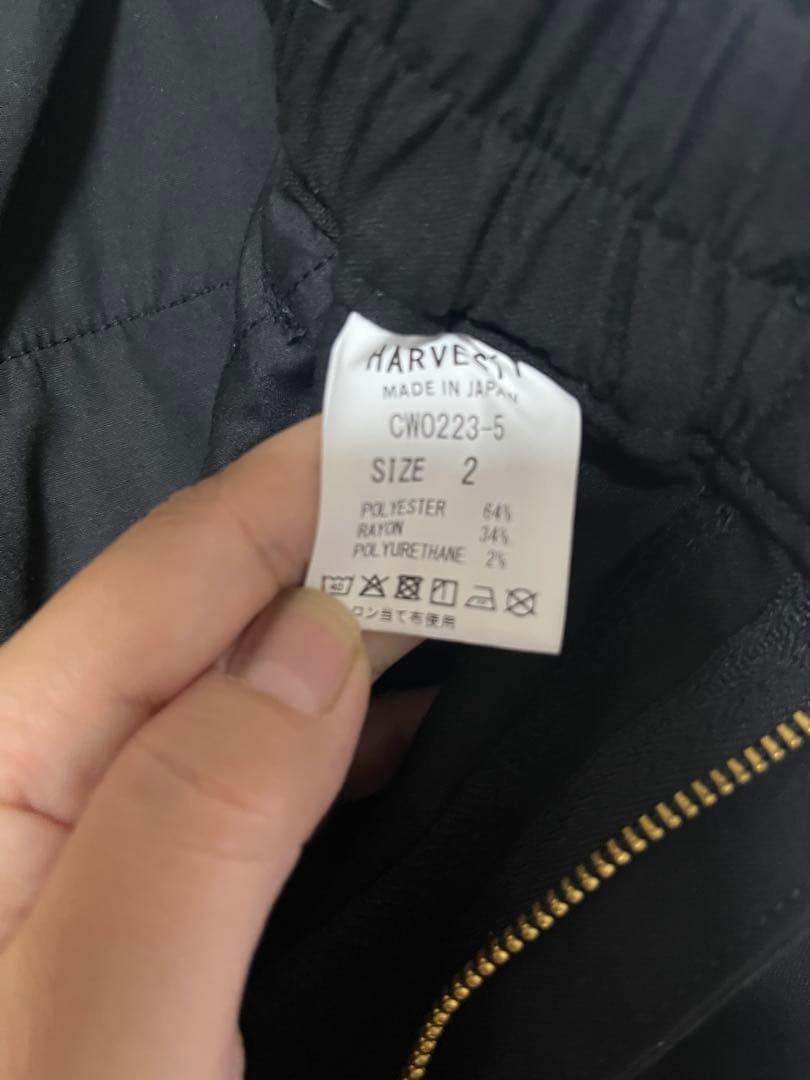 HARVESTY
MADE IN JAPAN
CW0223-5
SIZE 2
POLYESTER 64%
RAYON 34%
POLYURETHANE 2%
40
ロン当て布使用